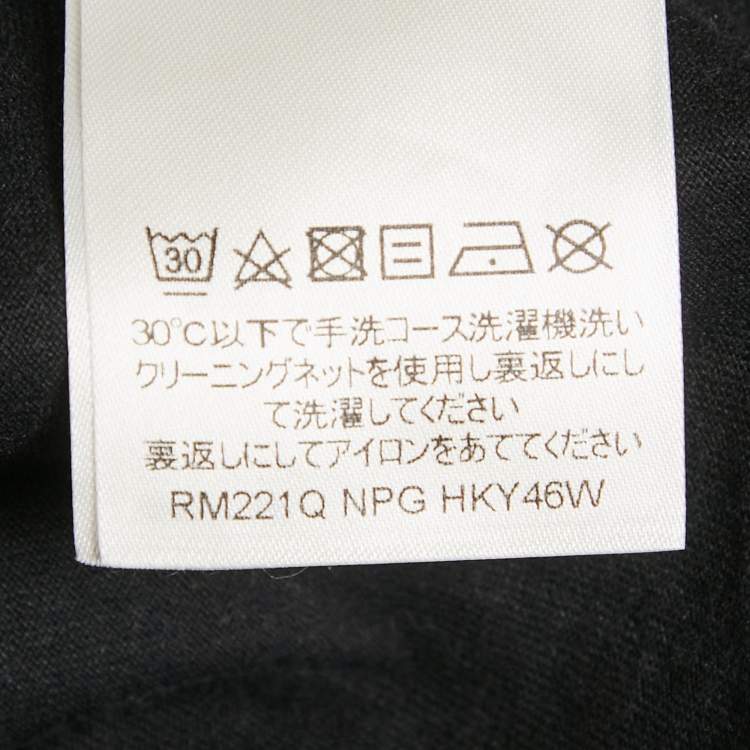 30
30℃以下で手洗コース洗濯機洗い
クリーニングネットを使用し裏返しにし
て洗濯してください
裏返しにしてアイロンをあててください
RM221Q NPG HKY46W